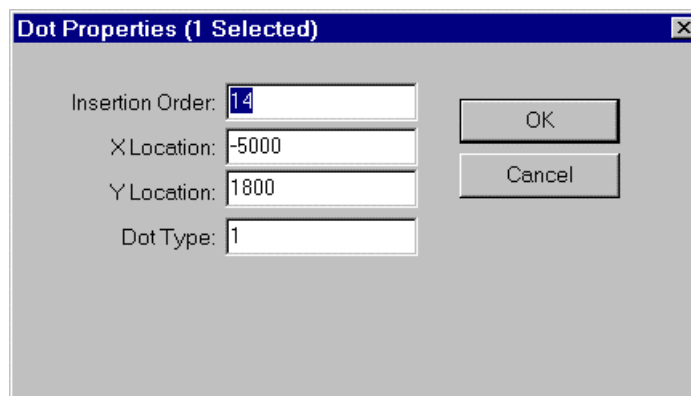 Dot Properties (1 Selected)
Insertion Order: 14
X Location: -5000
Y Location: 1800
Dot Type: 1
OK
Cancel